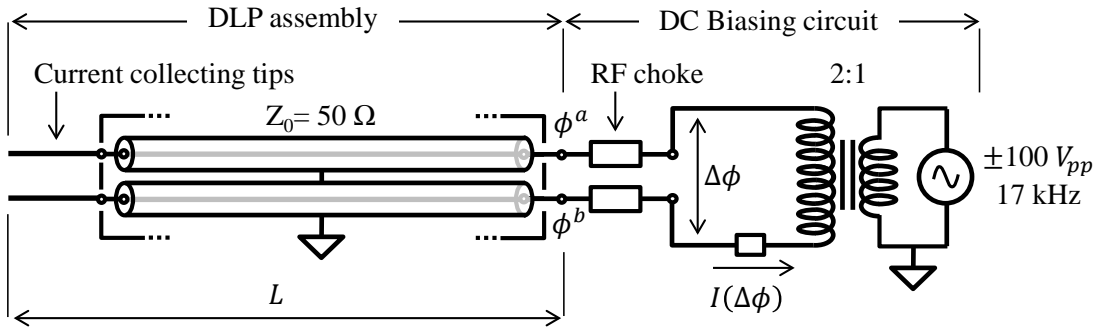 DLP assembly
DC Biasing circuit
Current collecting tips
RF choke
2:1
Z₀= 50 Ω
ϕᵃ
Δϕ
±100 Vₚₚ
17 kHz
ϕᵇ
I(Δϕ)
L